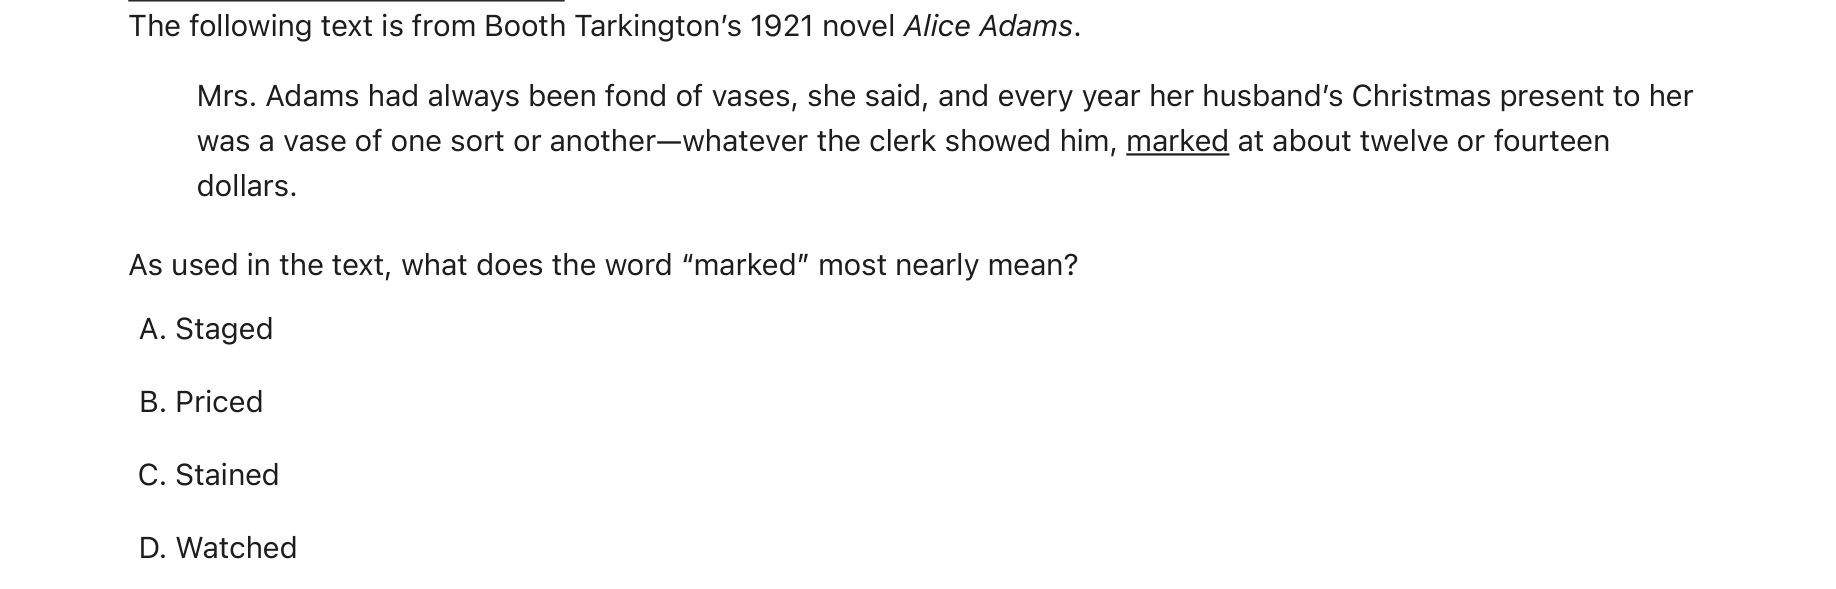 The following text is from Booth Tarkington’s 1921 novel Alice Adams.
Mrs. Adams had always been fond of vases, she said, and every year her husband’s Christmas present to her
was a vase of one sort or another—whatever the clerk showed him, marked at about twelve or fourteen
dollars.
As used in the text, what does the word “marked” most nearly mean?
A. Staged
B. Priced
C. Stained
D. Watched